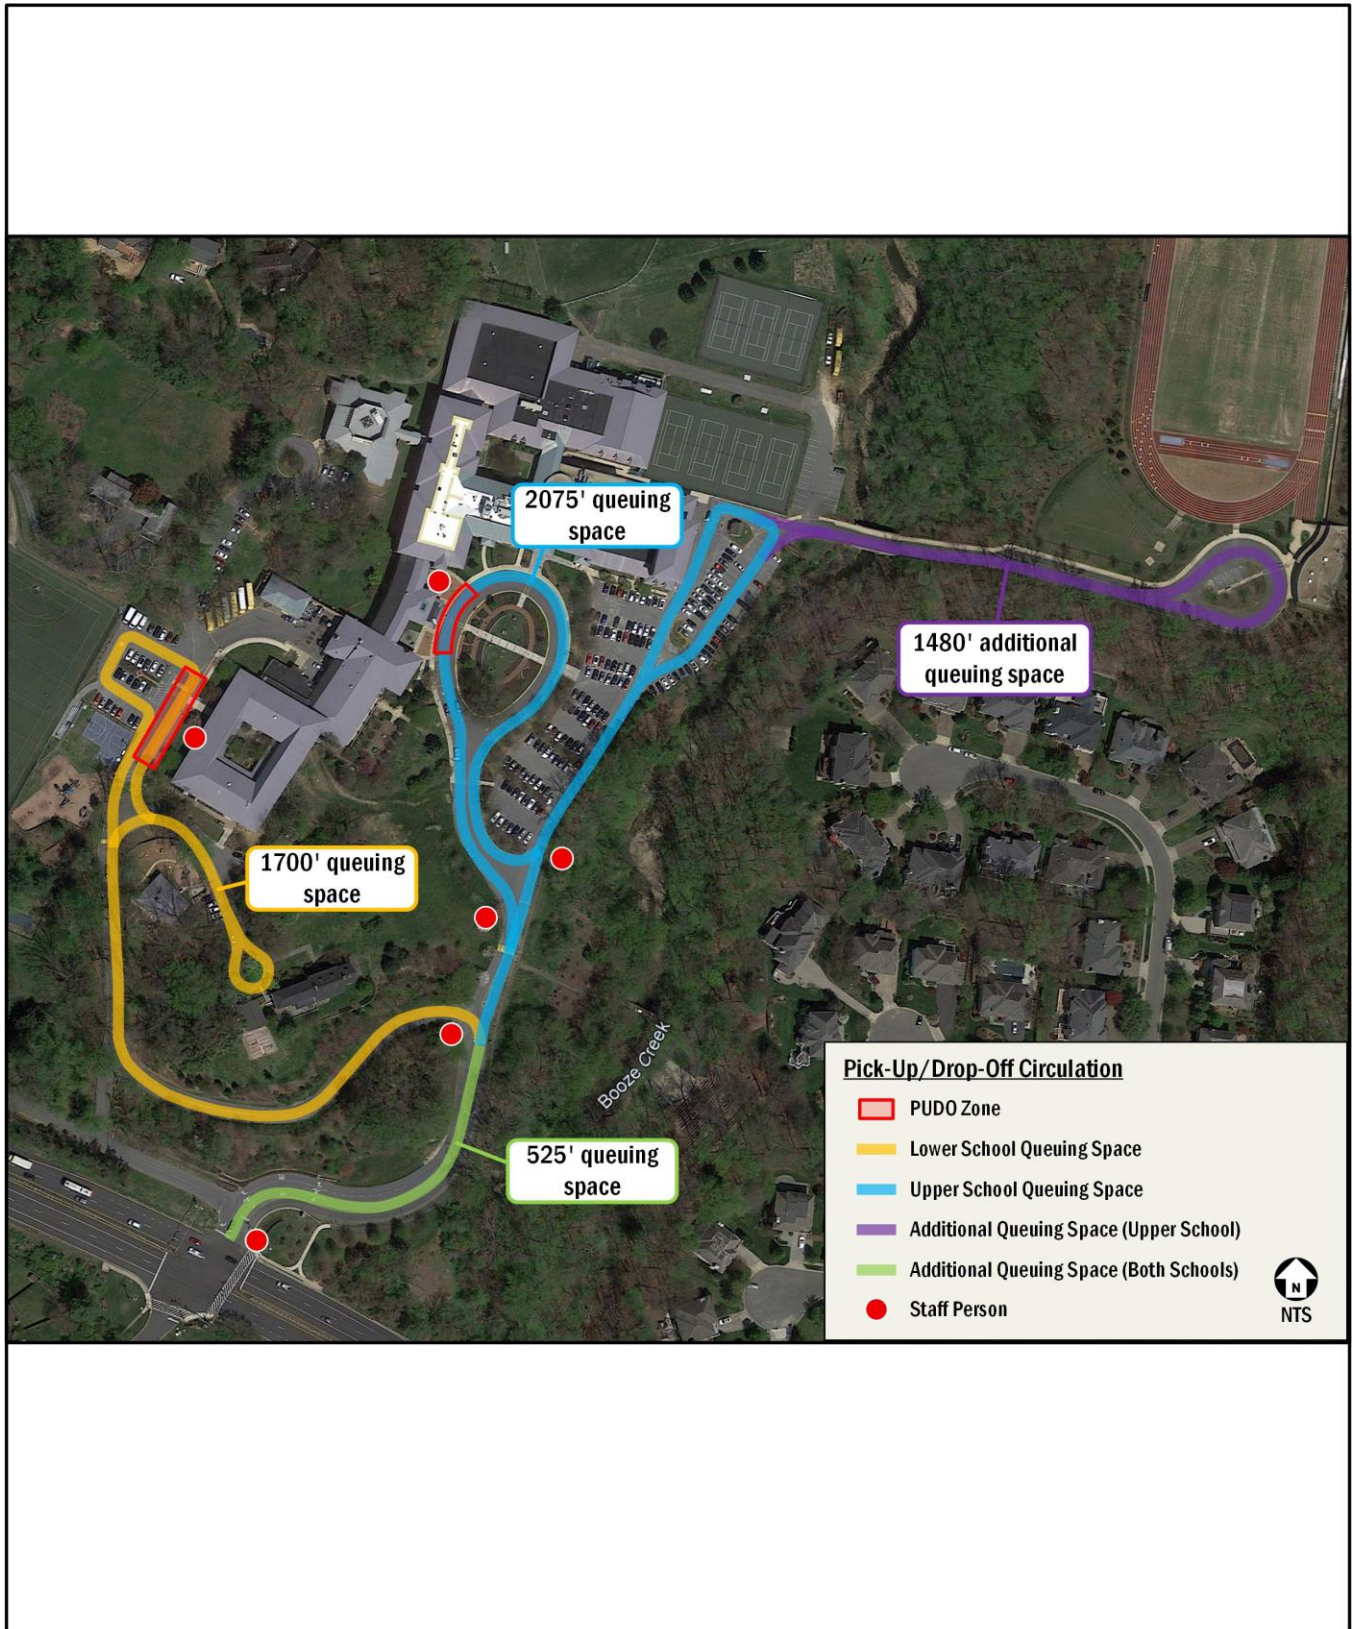 2075' queuing
space
1480' additional
queuing space
1700' queuing
space
Booze Creek
525' queuing
space
Pick-Up/Drop-Off Circulation
PUDO Zone
Lower School Queuing Space
Upper School Queuing Space
Additional Queuing Space (Upper School)
Additional Queuing Space (Both Schools)
Staff Person
N
NTS